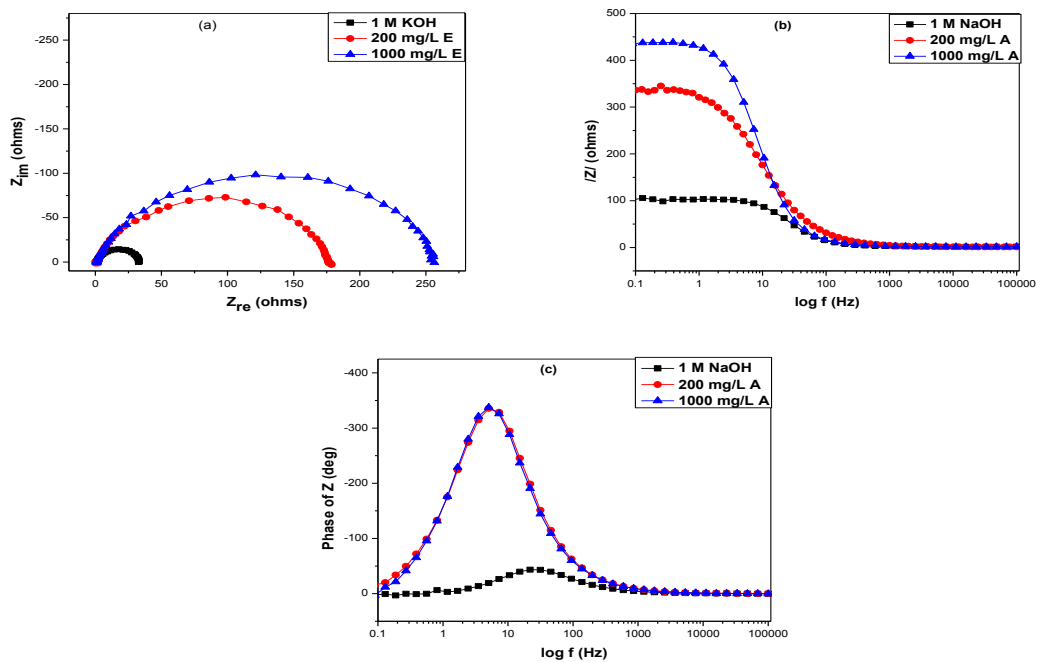 (a)
1 M KOH
200 mg/L E
1000 mg/L E
-250
-200
-150
-100
-50
0
Z_im (ohms)
0 50 100 150 200 250
Z_re (ohms)
(b)
1 M NaOH
200 mg/L A
1000 mg/L A
500
400
300
200
100
0
/Z/ (ohms)
0.1 1 10 100 1000 10000 100000
log f (Hz)
(c)
1 M NaOH
200 mg/L A
1000 mg/L A
-400
-300
-200
-100
0
Phase of Z (deg)
0.1 1 10 100 1000 10000 100000
log f (Hz)